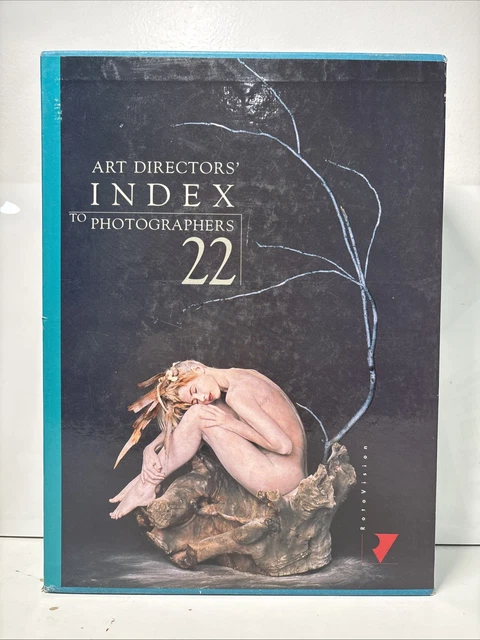 ART DIRECTORS'
INDEX
TO PHOTOGRAPHERS
22
RotoVision